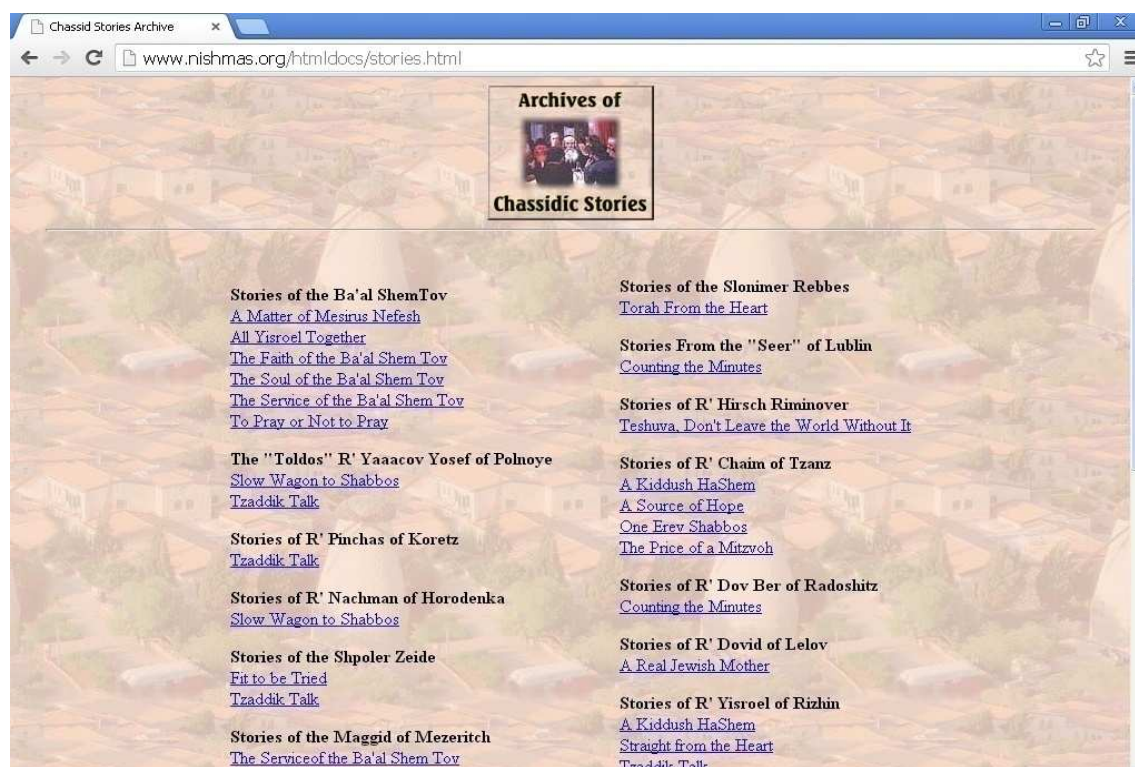 Chassid Stories Archive
www.nishmas.org/htmldocs/stories.html
Archives of
Chassidic Stories
Stories of the Ba'al ShemTov
A Matter of Mesirus Nefesh
All Yisroel Together
The Faith of the Ba'al Shem Tov
The Soul of the Ba'al Shem Tov
The Service of the Ba'al Shem Tov
To Pray or Not to Pray
The "Toldos" R' Yaaacov Yosef of Polnoye
Slow Wagon to Shabbos
Tzaddik Talk
Stories of R' Pinchas of Koretz
Tzaddik Talk
Stories of R' Nachman of Horodenka
Slow Wagon to Shabbos
Stories of the Shpoler Zeide
Fit to be Tried
Tzaddik Talk
Stories of the Maggid of Mezeritch
The Serviceof the Ba'al Shem Tov
Stories of the Slonimer Rebbes
Torah From the Heart
Stories From the "Seer" of Lublin
Counting the Minutes
Stories of R' Hirsch Riminover
Teshuva, Don't Leave the World Without It
Stories of R' Chaim of Tzanz
A Kiddush HaShem
A Source of Hope
One Erev Shabbos
The Price of a Mitzvoh
Stories of R' Dov Ber of Radoshitz
Counting the Minutes
Stories of R' Dovid of Lelov
A Real Jewish Mother
Stories of R' Yisroel of Rizhin
A Kiddush HaShem
Straight from the Heart
Tzaddik Talk